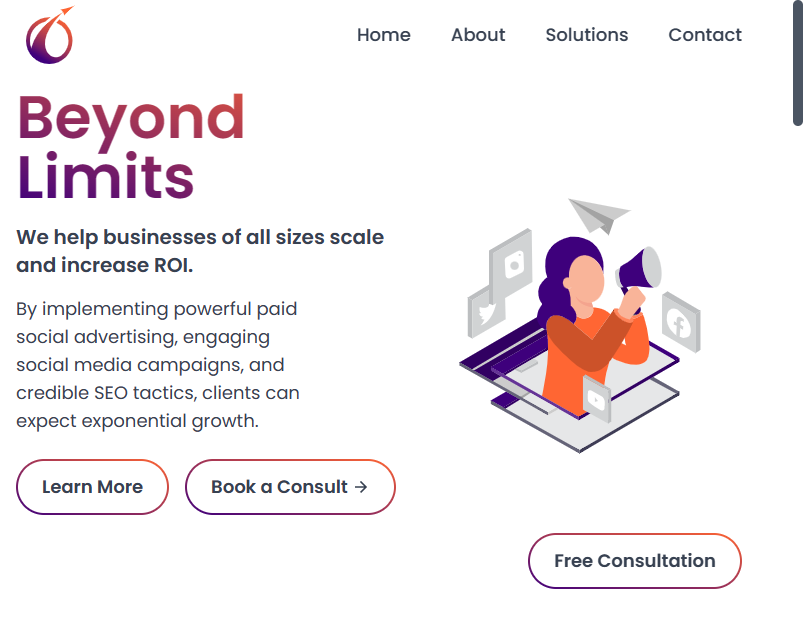 Home About Solutions Contact
Beyond
Limits
We help businesses of all sizes scale
and increase ROI.
By implementing powerful paid
social advertising, engaging
social media campaigns, and
credible SEO tactics, clients can
expect exponential growth.
Learn More Book a Consult →
Free Consultation